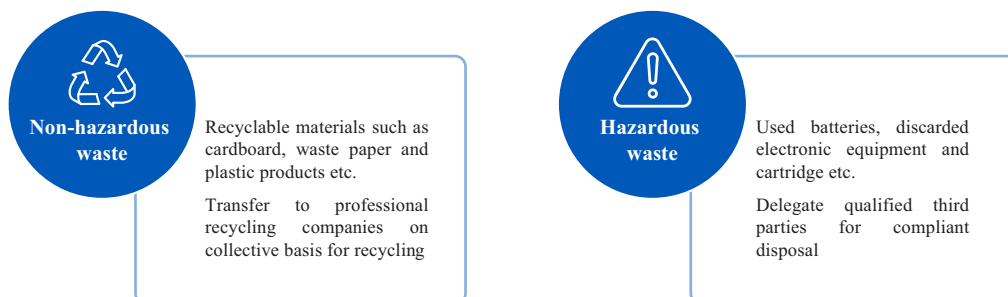 Non-hazardous
waste
Recyclable materials such as
cardboard, waste paper and
plastic products etc.
Transfer to professional
recycling companies on
collective basis for recycling
Hazardous
waste
Used batteries, discarded
electronic equipment and
cartridge etc.
Delegate qualified third
parties for compliant
disposal